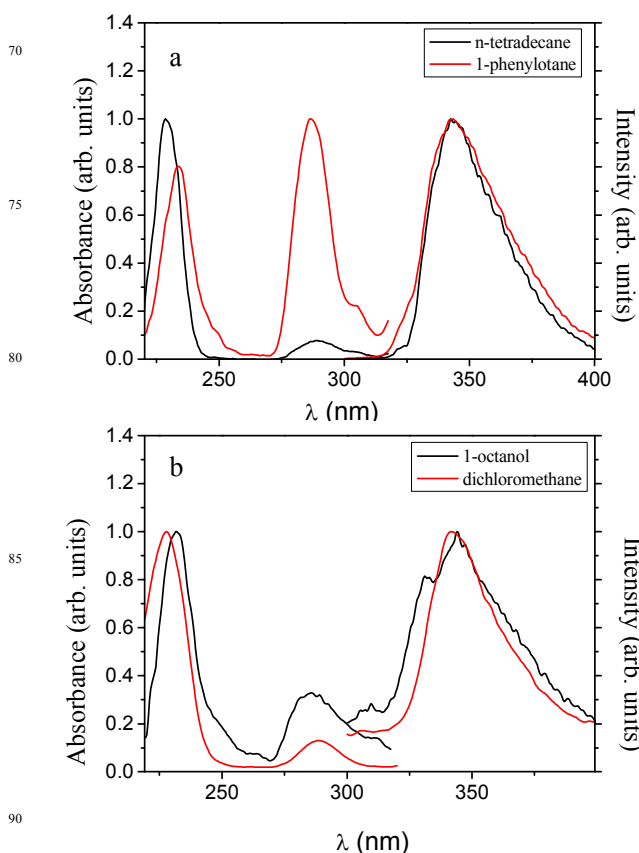 70
75
80
85
90
a
n-tetradecane
1-phenylotane
Absorbance (arb. units)
Intensity (arb. units)
1.4
1.2
1.0
0.8
0.6
0.4
0.2
0.0
250 300 350 400
λ (nm)
b
1-octanol
dichloromethane
Absorbance (arb. units)
Intensity (arb. units)
1.4
1.2
1.0
0.8
0.6
0.4
0.2
0.0
250 300 350
λ (nm)